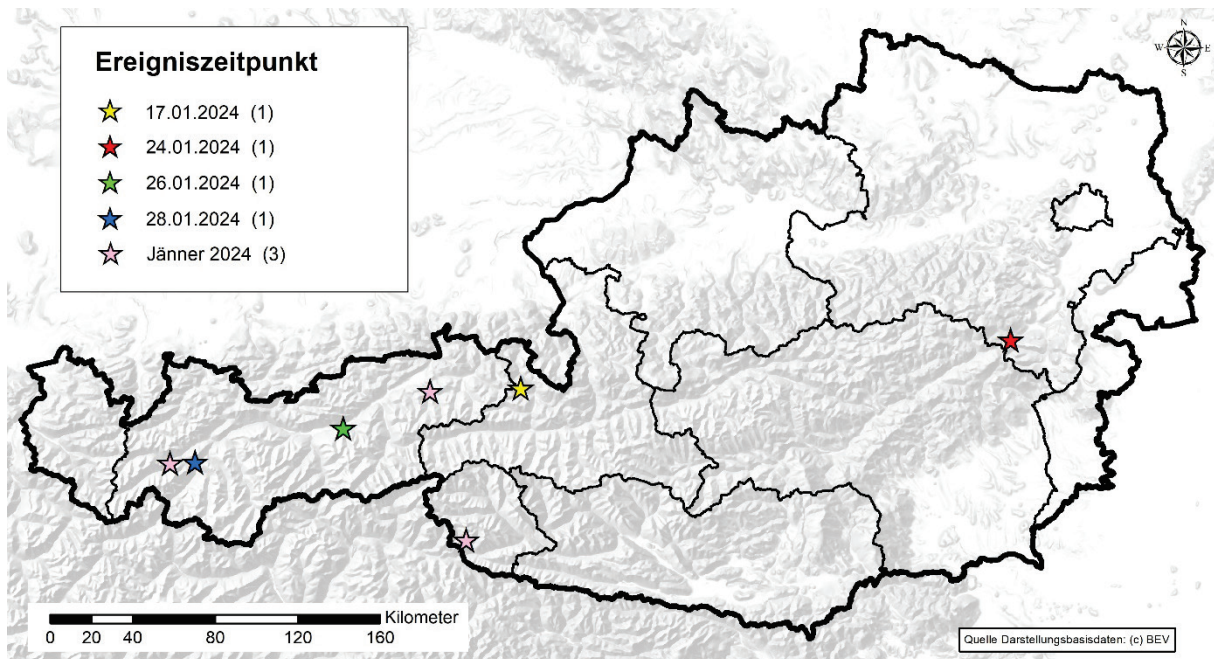 Ereigniszeitpunkt
17.01.2024 (1)
24.01.2024 (1)
26.01.2024 (1)
28.01.2024 (1)
Jänner 2024 (3)
N
W E
S
Kilometer
0 20 40 80 120 160
Quelle Darstellungsbasisdaten: (c) BEV